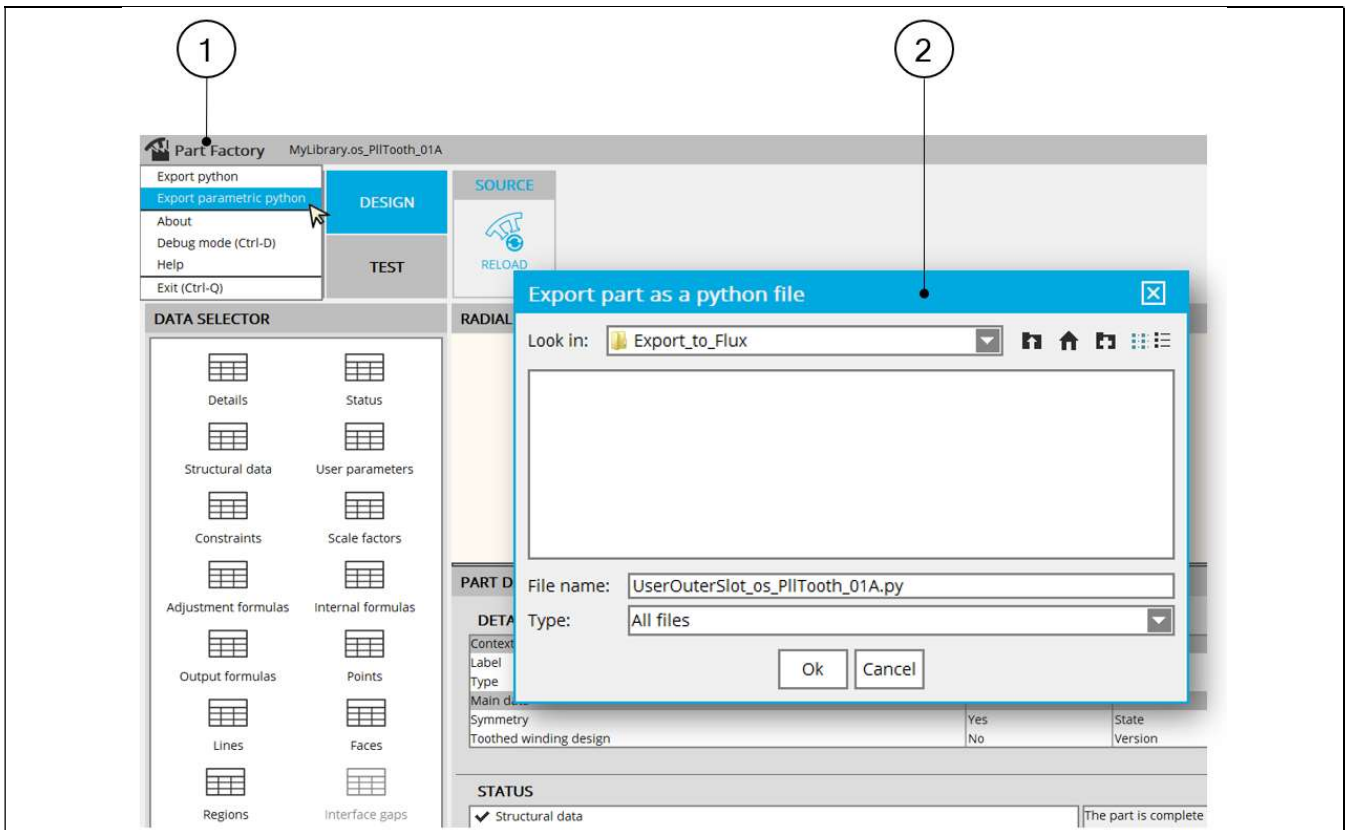 1
2
Part Factory MyLibrary.os_PllTooth_01A
Export python
Export parametric python
About
Debug mode (Ctrl-D)
Help
Exit (Ctrl-Q)
DESIGN
TEST
SOURCE
RELOAD
DATA SELECTOR
Details
Status
Structural data
User parameters
Constraints
Scale factors
Adjustment formulas
Internal formulas
Output formulas
Points
Lines
Faces
Regions
Interface gaps
RADIAL
Export part as a python file
Look in: Export_to_Flux
File name: UserOuterSlot_os_PllTooth_01A.py
Type: All files
Ok Cancel
PART D
DETA
Context
Label
Type
Main da
Symmetry Yes State
Toothed winding design No Version
STATUS
Structural data The part is complete